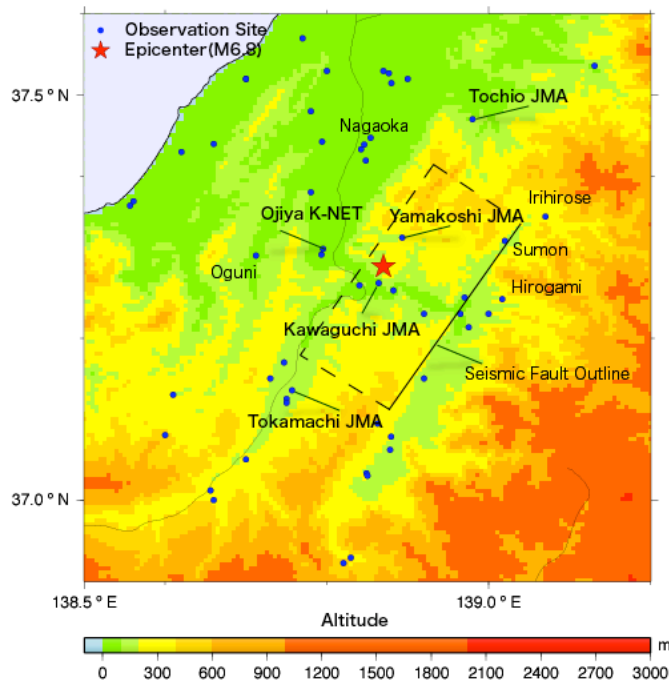 Observation Site
Epicenter(M6.8)
37.5° N
Tochio JMA
Nagaoka
Irihirose
Ojiya K-NET
Yamakoshi JMA
Sumon
Oguni
Hirogami
Kawaguchi JMA
Seismic Fault Outline
Tokamachi JMA
37.0° N
138.5° E
139.0° E
Altitude
m
0 300 600 900 1200 1500 1800 2100 2400 2700 3000